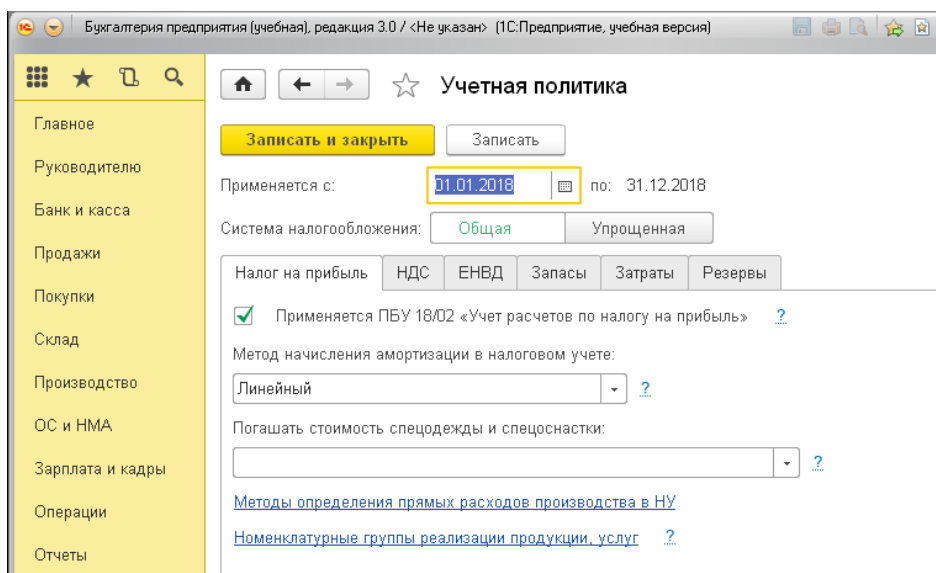 Бухгалтерия предприятия (учебная), редакция 3.0 / <Не указан> (1С:Предприятие, учебная версия)
Учетная политика
Главное
Записать и закрыть Записать
Руководителю
Применяется с: 01.01.2018 по: 31.12.2018
Банк и касса
Система налогообложения: Общая Упрощенная
Продажи
Налог на прибыль НДС ЕНВД Запасы Затраты Резервы
Покупки
Применяется ПБУ 18/02 «Учет расчетов по налогу на прибыль» ?
Склад
Метод начисления амортизации в налоговом учете:
Производство
Линейный ?
ОС и НМА
Погашать стоимость спецодежды и спецоснастки:
Зарплата и кадры
?
Методы определения прямых расходов производства в НУ
Операции
Номенклатурные группы реализации продукции, услуг ?
Отчеты